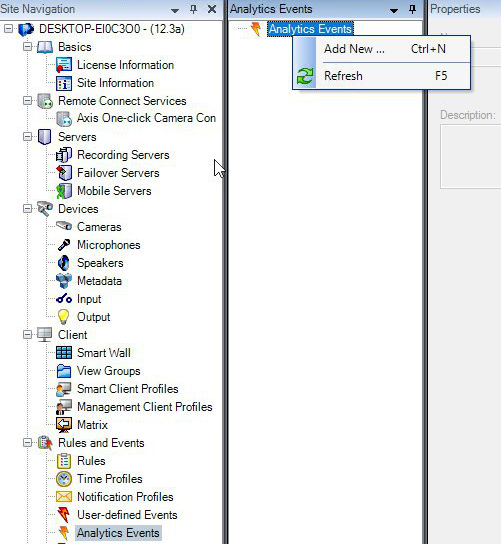 Site Navigation
DESKTOP-EI0C3O0 - (12.3a)
Basics
License Information
Site Information
Remote Connect Services
Axis One-click Camera Con
Servers
Recording Servers
Failover Servers
Mobile Servers
Devices
Cameras
Microphones
Speakers
Metadata
Input
Output
Client
Smart Wall
View Groups
Smart Client Profiles
Management Client Profiles
Matrix
Rules and Events
Rules
Time Profiles
Notification Profiles
User-defined Events
Analytics Events
Analytics Events
Analytics Events
Add New ... Ctrl+N
Refresh F5
Properties
Description: